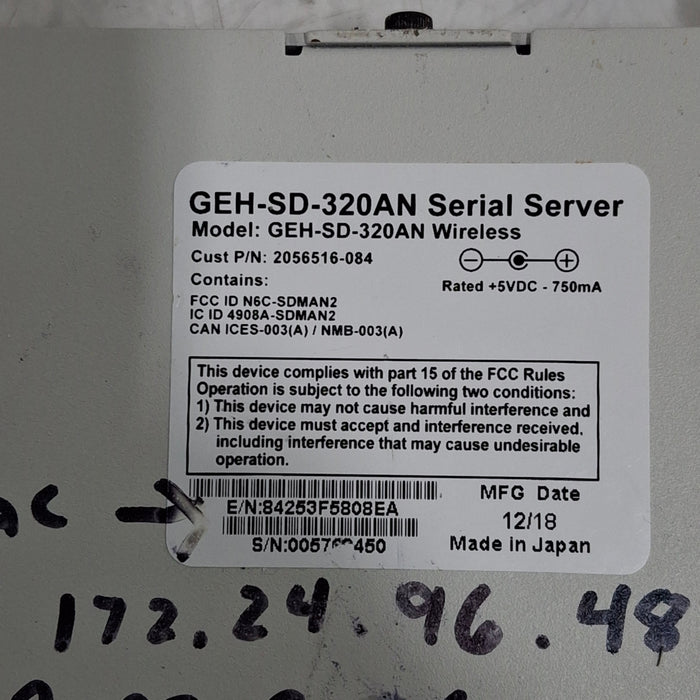 GEH-SD-320AN Serial Server
Model: GEH-SD-320AN Wireless
Cust P/N: 2056516-084
Contains:
Rated +5VDC - 750mA
FCC ID N6C-SDMAN2
IC ID 4908A-SDMAN2
CAN ICES-003(A) / NMB-003(A)
This device complies with part 15 of the FCC Rules
Operation is subject to the following two conditions:
1) This device may not cause harmful interference and
2) This device must accept and interference received,
including interference that may cause undesirable
operation.
E/N:84253F5808EA
MFG Date
12/18
Made in Japan
172.24.96.48